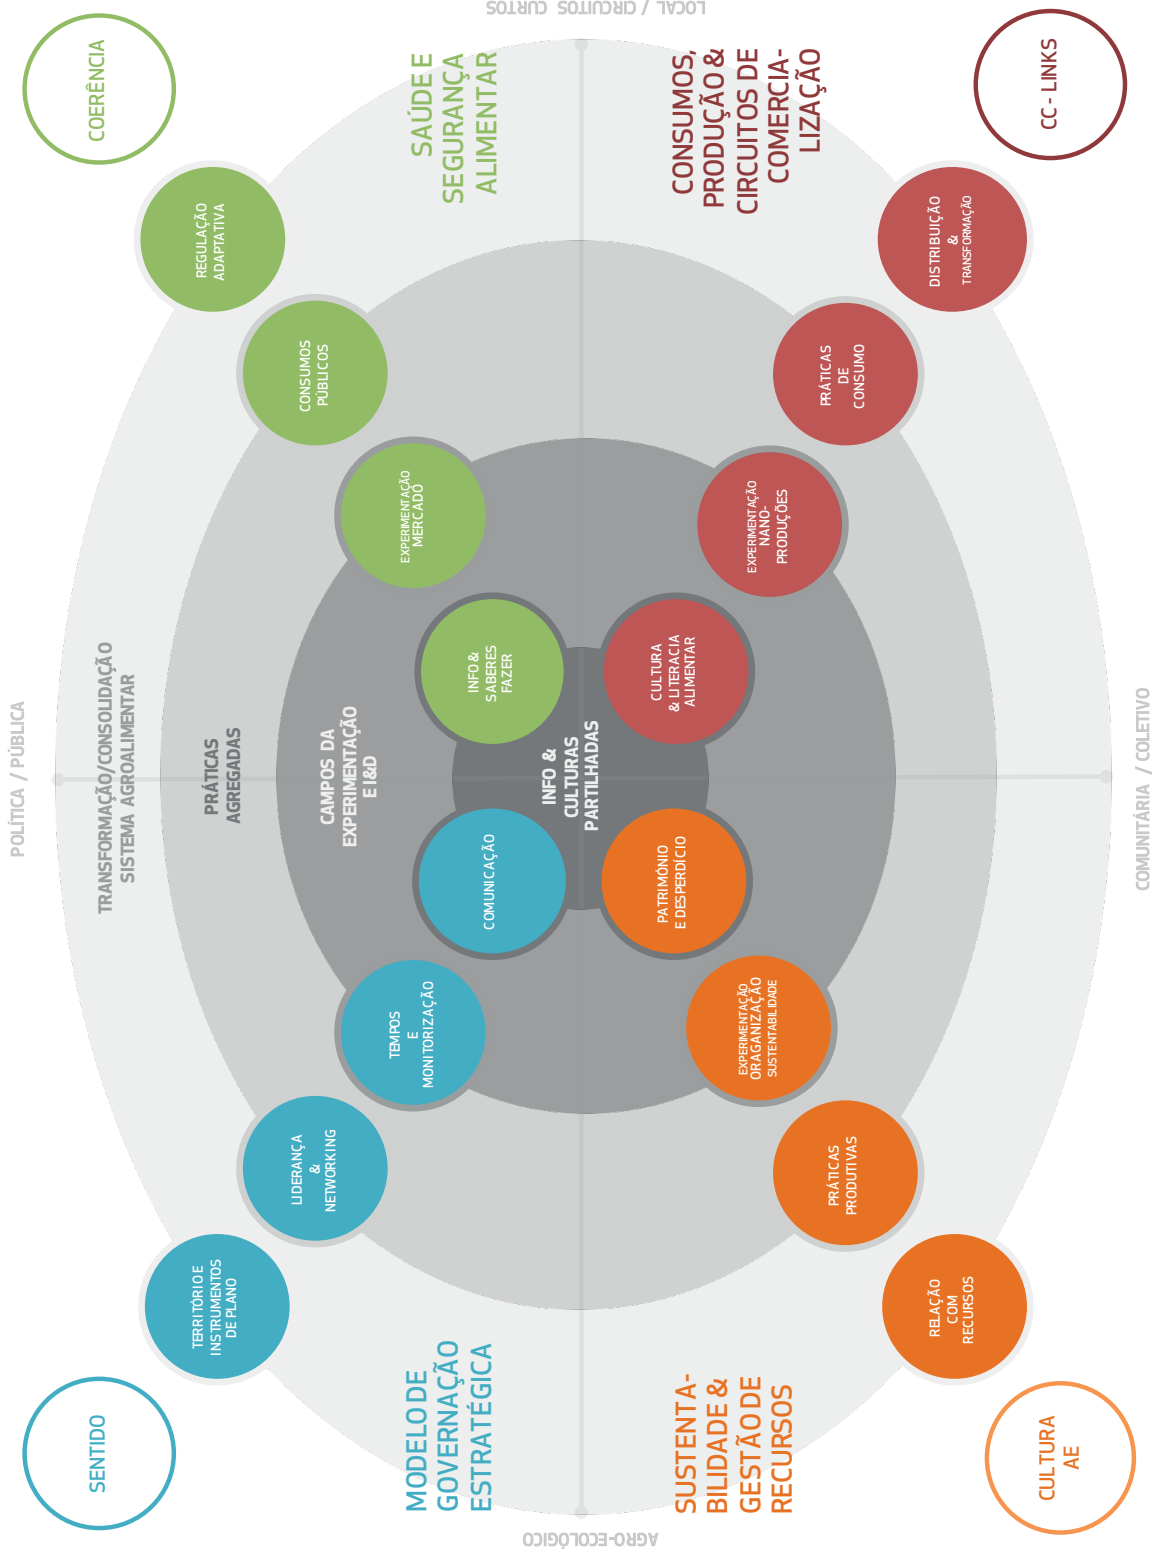 POLÍTICA / PÚBLICA
SENTIDO
COERÊNCIA
TRANSFORMAÇÃO/CONSOLIDAÇÃO
SISTEMA AGROALIMENTAR
TERRITÓRIO E
INSTRUMENTOS
DE PLANO
REGULAÇÃO
ADAPTATIVA
PRÁTICAS
AGREGADAS
LIDERANÇA
&
NETWORKING
CONSUMOS
PÚBLICOS
CAMPOS DA
EXPERIMENTAÇÃO
E I&D
TEMPOS
E
MONITORIZAÇÃO
EXPERIMENTAÇÃO
MERCADO
MODELO DE
GOVERNAÇÃO
ESTRATÉGICA
SAÚDE E
SEGURANÇA
ALIMENTAR
COMUNICAÇÃO
INFO &
SABERES
FAZER
AGRO-ECOLÓGICO
INFO &
CULTURAS
PARTILHADAS
LOCAL / CIRCUITOS CURTOS
PATRIMÓNIO
E DESPERDÍCIO
CULTURA
& LITERACIA
ALIMENTAR
SUSTENTA-
BILIDADE &
GESTÃO DE
RECURSOS
CONSUMOS,
PRODUÇÃO &
CIRCUITOS DE
COMERCIA-
LIZAÇÃO
EXPERIMENTAÇÃO
ORAGANIZAÇÃO
SUSTENTABILIDADE
EXPERIMENTAÇÃO
NANO-
PRODUÇÕES
PRÁTICAS
PRODUTIVAS
PRÁTICAS
DE
CONSUMO
RELAÇÃO
COM
RECURSOS
DISTRIBUIÇÃO
&
TRANSFORMAÇÃO
CULTURA
AE
CC - LINKS
COMUNITÁRIA / COLETIVO